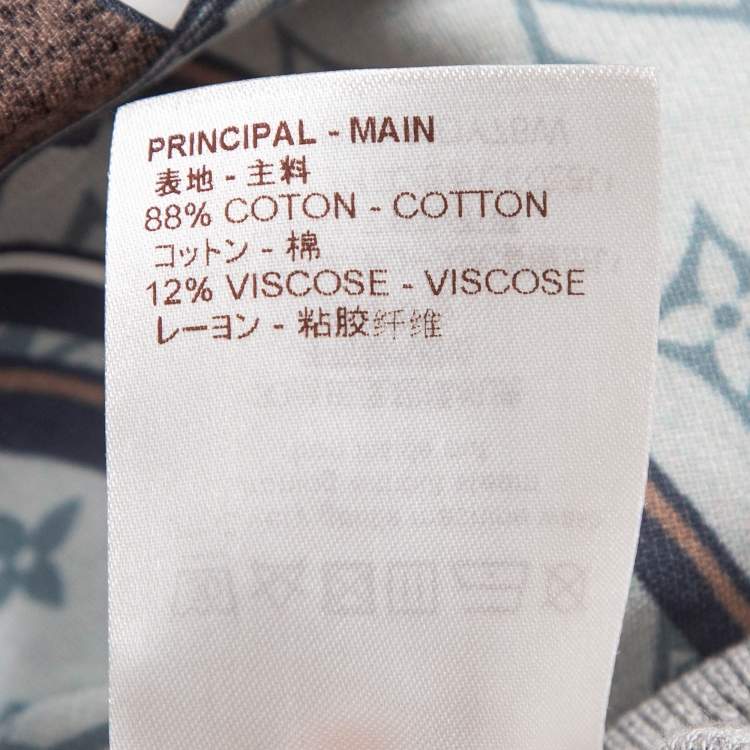 PRINCIPAL - MAIN
表地 - 主料
88% COTON - COTTON
コットン - 棉
12% VISCOSE - VISCOSE
レーヨン - 粘胶纤维